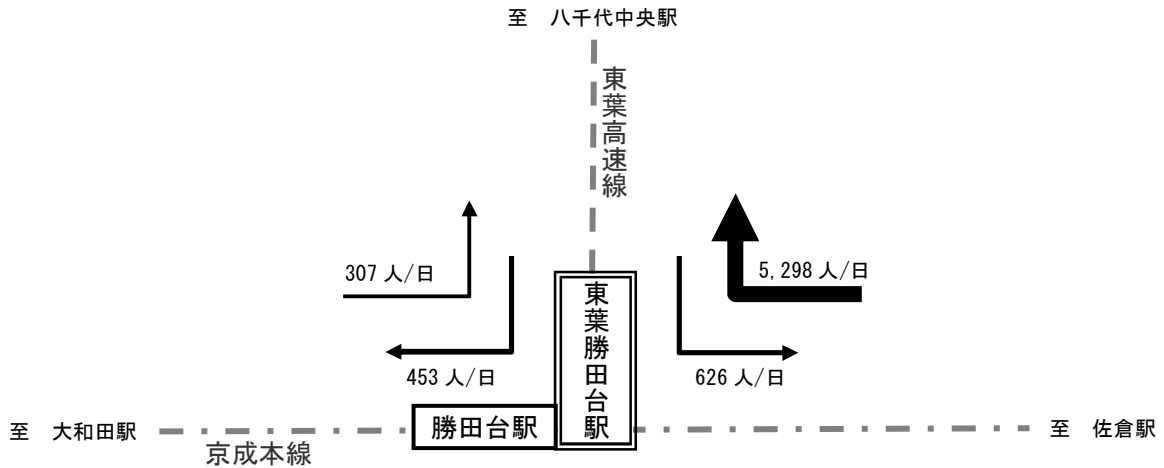 至　八千代中央駅
東葉高速線
307 人/日
5,298 人/日
東葉勝田台駅
453 人/日
626 人/日
至　大和田駅
勝田台駅
至　佐倉駅
京成本線